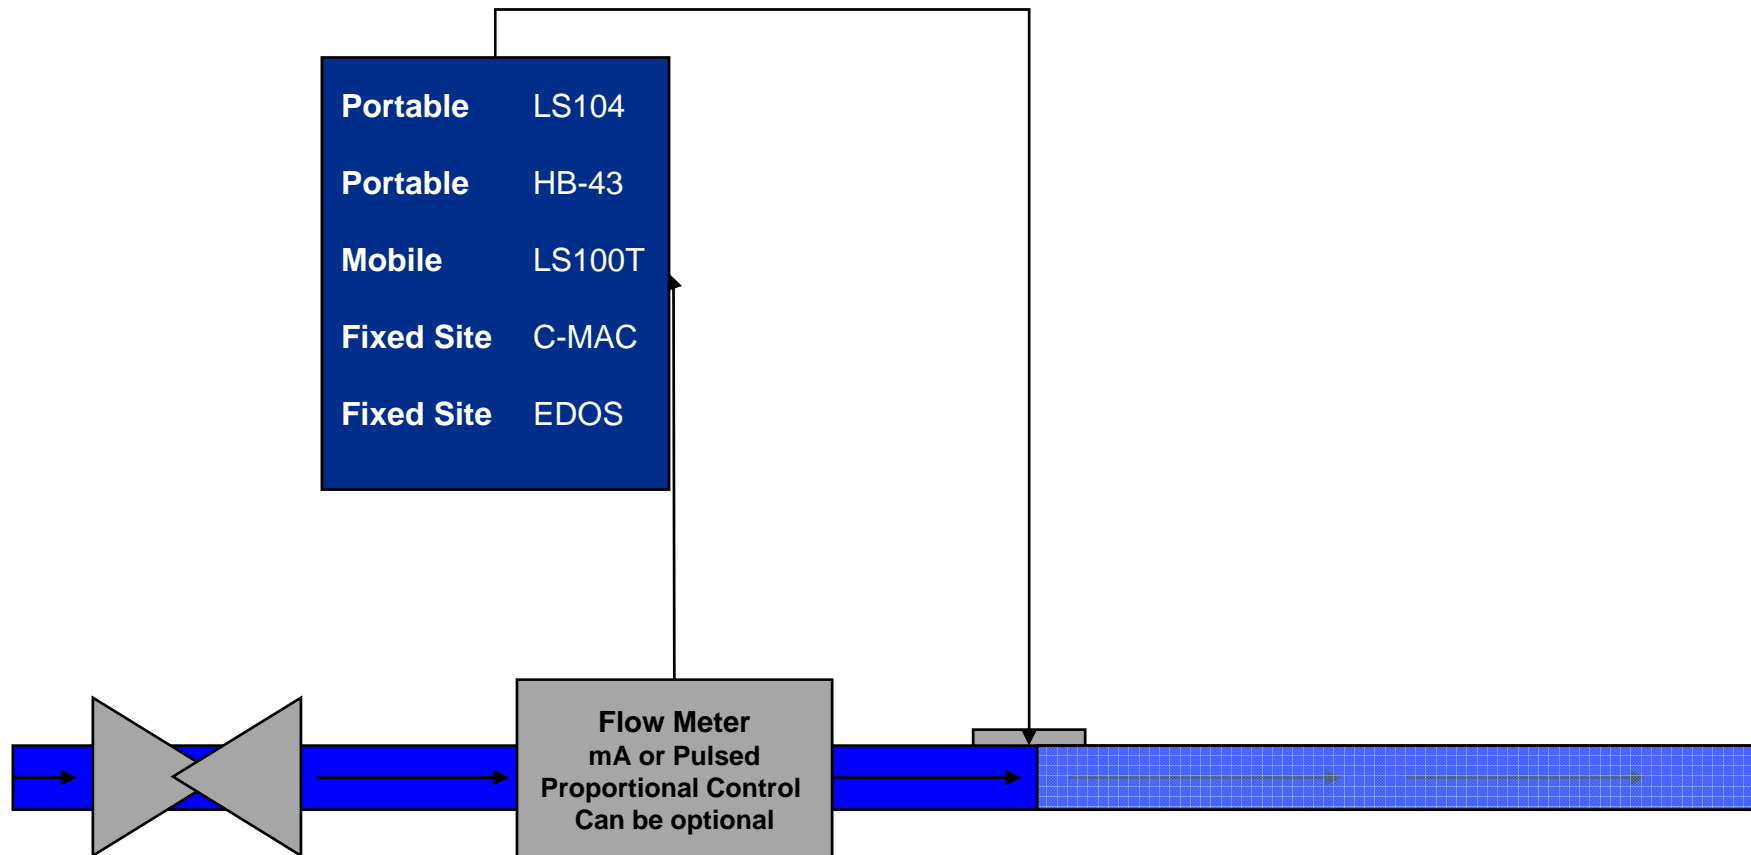 Portable LS104
Portable HB-43
Mobile LS100T
Fixed Site C-MAC
Fixed Site EDOS
Flow Meter
mA or Pulsed
Proportional Control
Can be optional